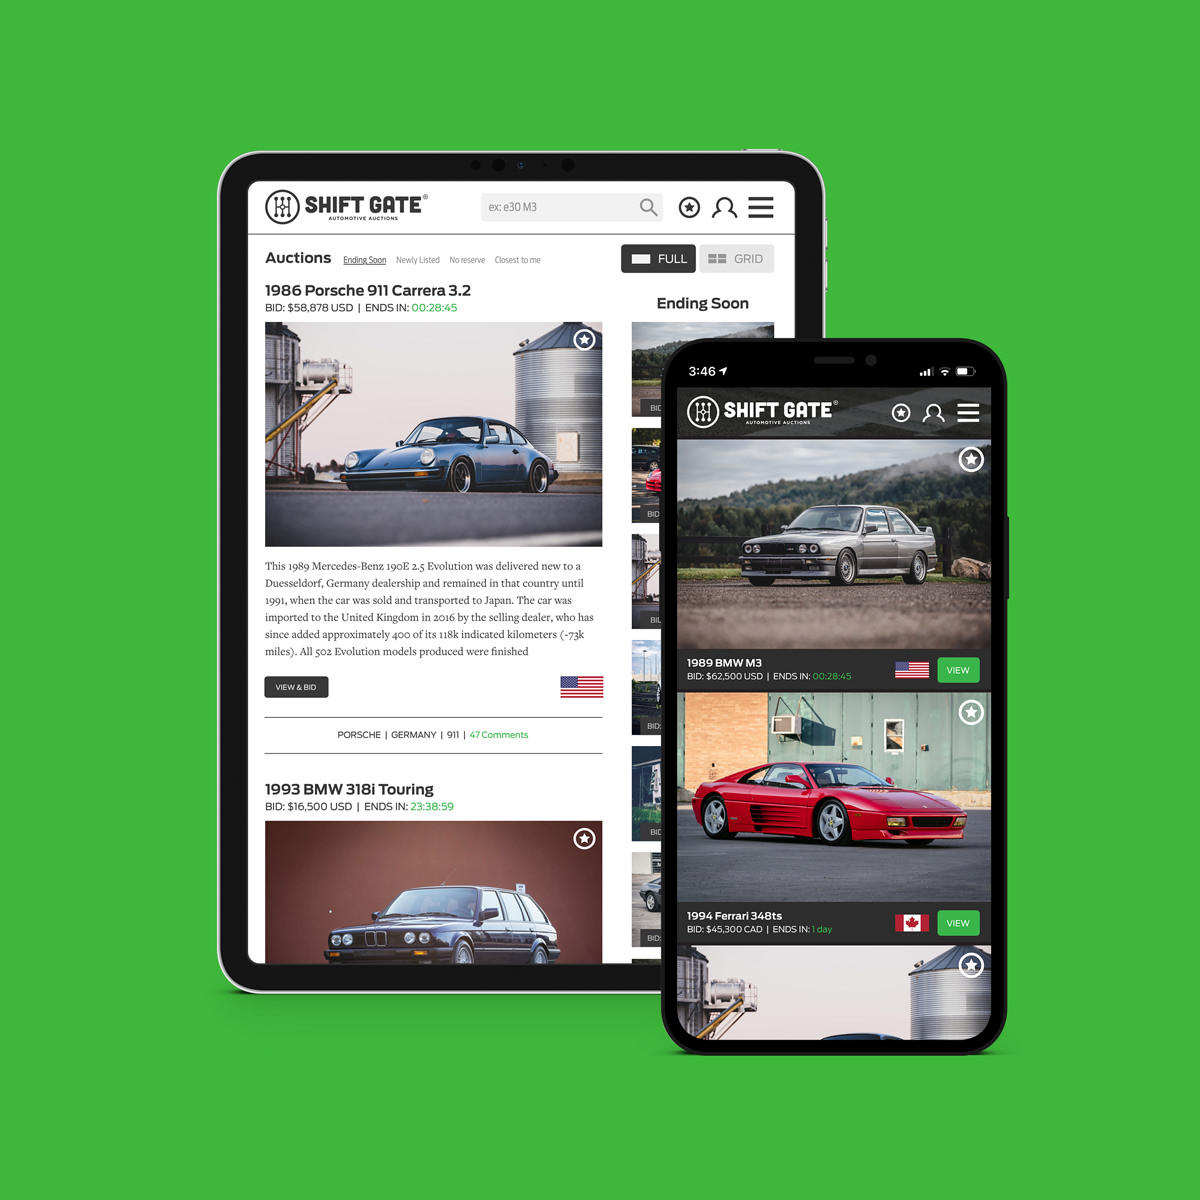 SHIFT GATE®
AUTOMOTIVE AUCTIONS
ex: e30 M3
Auctions Ending Soon Newly Listed No reserve Closest to me
FULL GRID
1986 Porsche 911 Carrera 3.2
BID: $58,878 USD | ENDS IN: 00:28:45
This 1989 Mercedes-Benz 190E 2.5 Evolution was delivered new to a
Duesseldorf, Germany dealership and remained in that country until
1991, when the car was sold and transported to Japan. The car was
imported to the United Kingdom in 2016 by the selling dealer, who has
since added approximately 400 of its 118k indicated kilometers (~73k
miles). All 502 Evolution models produced were finished
VIEW & BID
PORSCHE | GERMANY | 911 | 47 Comments
1993 BMW 318i Touring
BID: $16,500 USD | ENDS IN: 23:38:59
Ending Soon
BID
BID:
BID:
BID:
BID:
3:46
SHIFT GATE®
AUTOMOTIVE AUCTIONS
1989 BMW M3
BID: $62,500 USD | ENDS IN: 00:28:45
VIEW
1994 Ferrari 348ts
BID: $45,300 CAD | ENDS IN: 1 day
VIEW